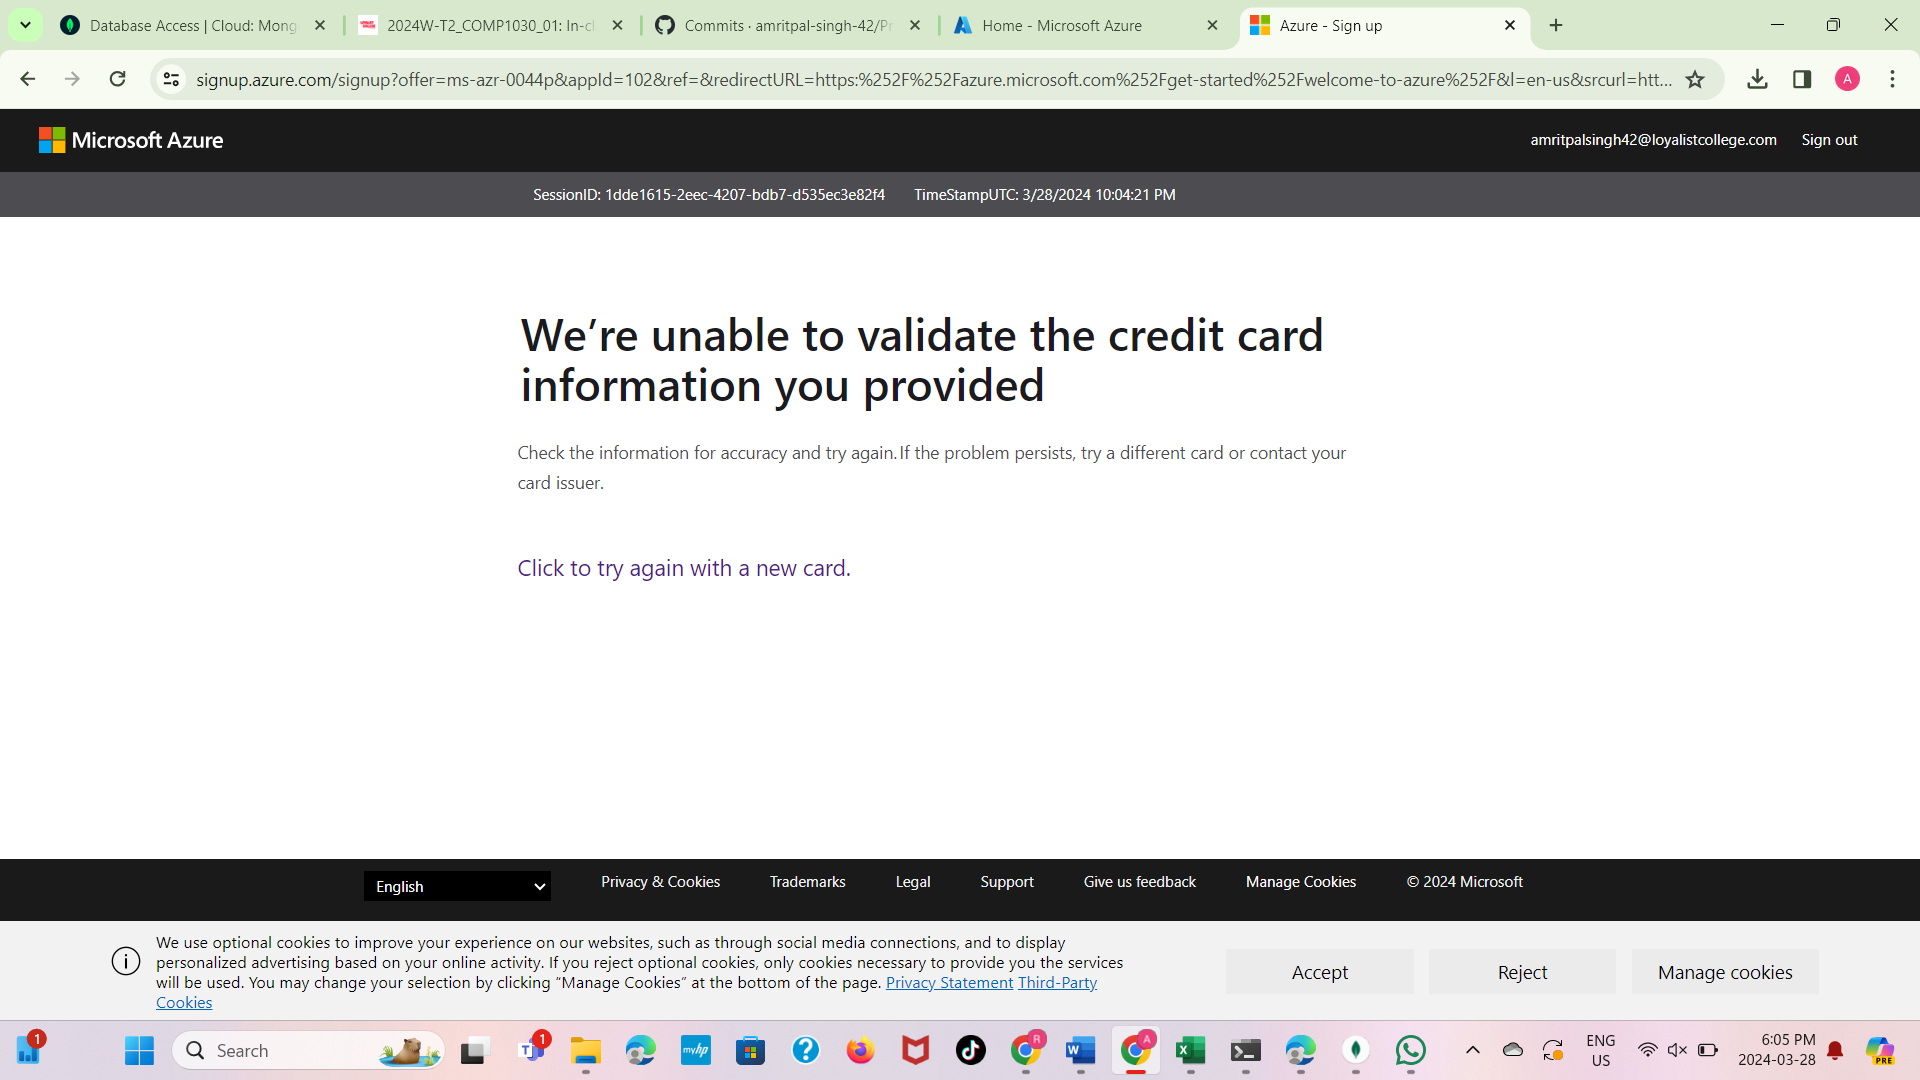 Database Access | Cloud: Mong
2024W-T2_COMP1030_01: In-cl
Commits · amritpal-singh-42/Pr
Home - Microsoft Azure
Azure - Sign up
signup.azure.com/signup?offer=ms-azr-0044p&appId=102&ref=&redirectURL=https:%252F%252Fazure.microsoft.com%252Fget-started%252Fwelcome-to-azure%252F&l=en-us&srcurl=htt...
A
Microsoft Azure
amritpalsingh42@loyalistcollege.com
Sign out
SessionID: 1dde1615-2eec-4207-bdb7-d535ec3e82f4
TimeStampUTC: 3/28/2024 10:04:21 PM
We’re unable to validate the credit card
information you provided
Check the information for accuracy and try again. If the problem persists, try a different card or contact your
card issuer.
Click to try again with a new card.
English
Privacy & Cookies
Trademarks
Legal
Support
Give us feedback
Manage Cookies
© 2024 Microsoft
We use optional cookies to improve your experience on our websites, such as through social media connections, and to display
personalized advertising based on your online activity. If you reject optional cookies, only cookies necessary to provide you the services
will be used. You may change your selection by clicking “Manage Cookies” at the bottom of the page. Privacy Statement Third-Party
Cookies
Accept
Reject
Manage cookies
1
Search
1
myhp
R
A
ENG
US
6:05 PM
2024-03-28
PRE